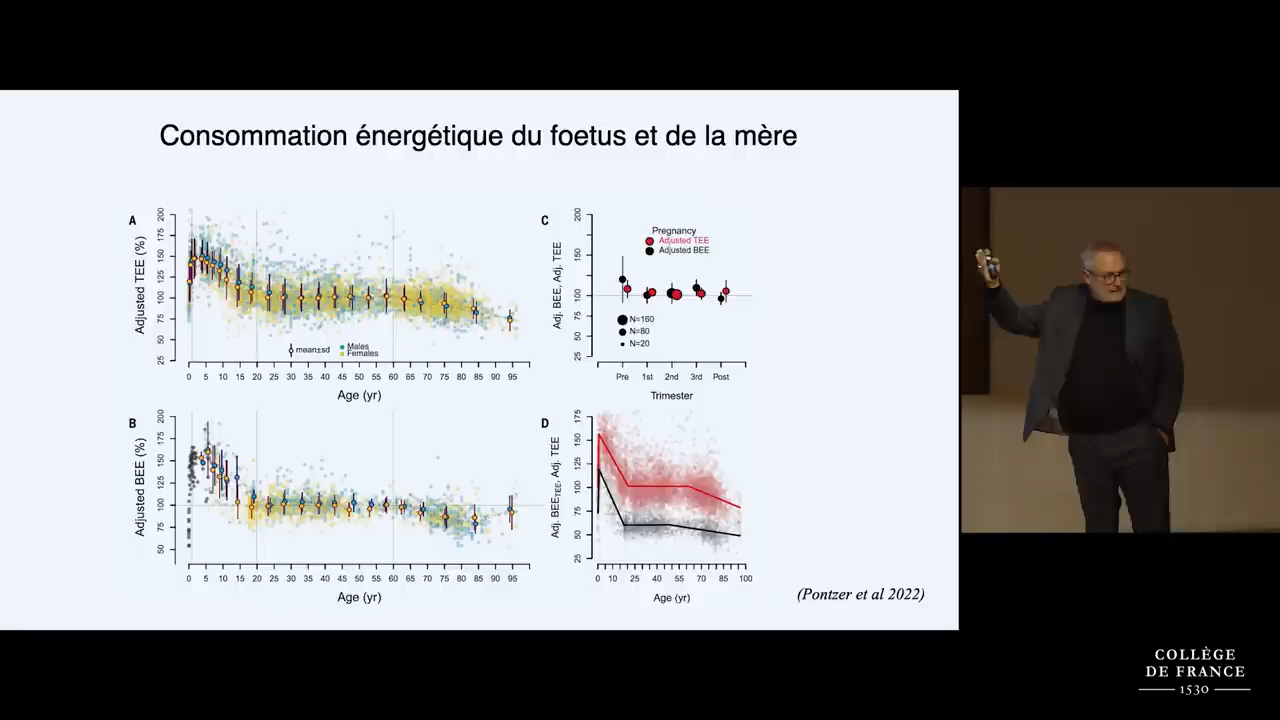 Consommation énergétique du foetus et de la mère
A
Adjusted TEE (%)
200
175
150
125
100
75
50
25
mean±sd
Males
Females
0 5 10 15 20 25 30 35 40 45 50 55 60 65 70 75 80 85 90 95
Age (yr)
B
Adjusted BEE (%)
200
175
150
125
100
75
50
0 5 10 15 20 25 30 35 40 45 50 55 60 65 70 75 80 85 90 95
Age (yr)
C
Adj. BEE, Adj. TEE
200
150
100
75
50
25
Pregnancy
Adjusted TEE
Adjusted BEE
N=160
N=80
N=20
Pre 1st 2nd 3rd Post
Trimester
D
Adj. BEETEE, Adj. TEE
175
150
125
100
75
50
25
0 10 25 40 55 70 85 100
Age (yr)
(Pontzer et al 2022)
COLLÈGE
DE FRANCE
1530